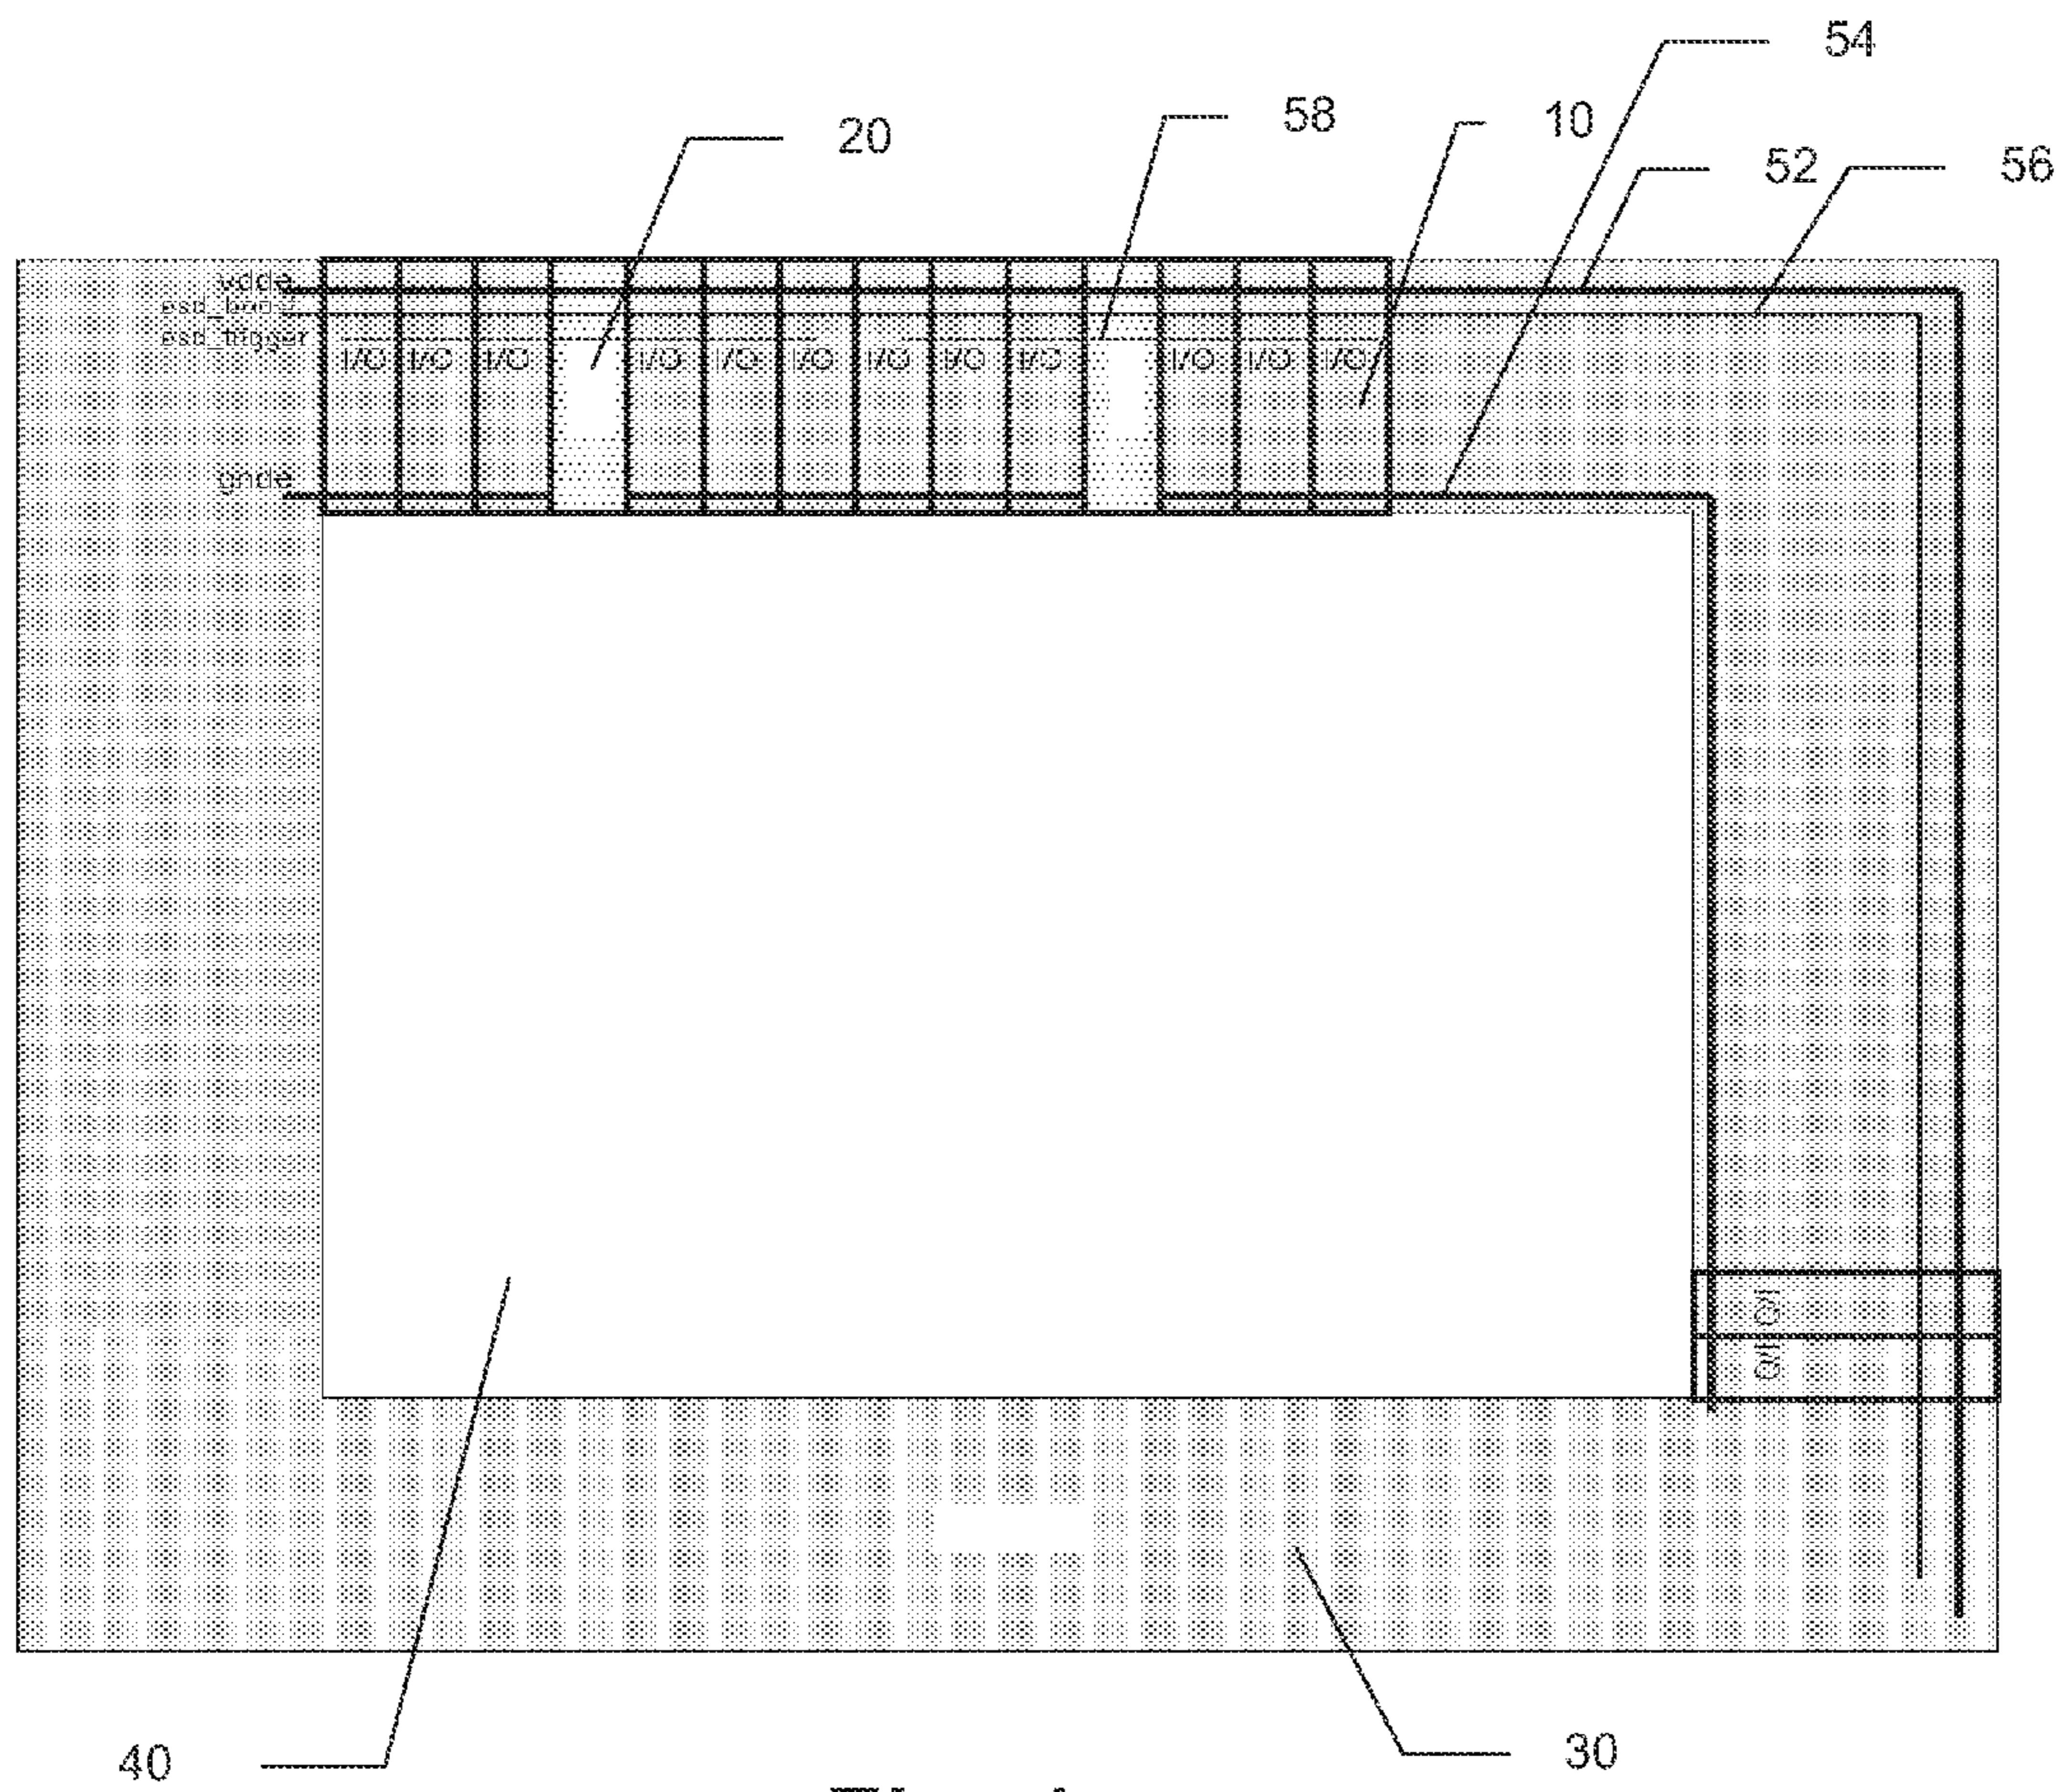 54
58
10
20
52
56
vdde
esd_trigger
I/O I/O I/O I/O I/O I/O I/O I/O I/O I/O I/O I/O
gnde
I/O
I/O
40
30